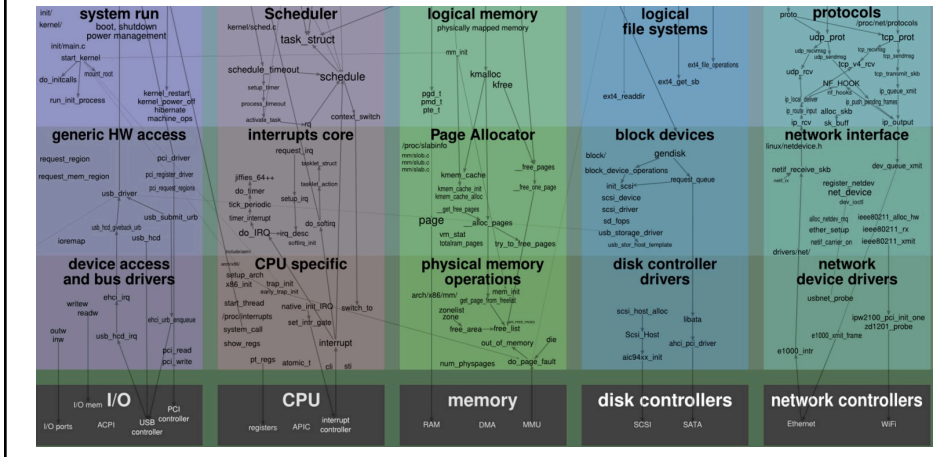 init/
kernel/
system run
boot, shutdown
power management
init/main.c
start_kernel
do_initcalls
mount_root
run_init_process
kernel_restart
kernel_power_off
hibernate
machine_ops
generic HW access
request_region
pci_driver
pci_register_driver
request_mem_region
pci_request_regions
usb_driver
usb_submit_urb
usb_hcd_giveback_urb
usb_hcd
ioremap
device access
and bus drivers
ehci_irq
writew
readw
ehci_urb_enqueue
outw
inw
usb_hcd_irq
pci_read
pci_write
I/O mem
I/O
I/O ports
ACPI
USB
controller
PCI
controller
Scheduler
kernel/sched.c
task_struct
schedule_timeout
schedule
setup_timer
process_timeout
context_switch
activate_task
rq
interrupts core
request_irq
tasklet_struct
jiffies_64++
tasklet_action
do_timer
setup_irq
tick_periodic
timer_interrupt
do_softirq
do_IRQ
irq_desc
softirq_init
CPU specific
setup_arch
trap_init
x86_init
early_trap_init
start_thread
native_init_IRQ
switch_to
/proc/interrupts
set_intr_gate
system_call
show_regs
interrupt
pt_regs
atomic_t
cli
sti
CPU
registers
APIC
interrupt
controller
logical memory
physically mapped memory
mm_init
kmalloc
kfree
pgd_t
pmd_t
pte_t
Page Allocator
/proc/slabinfo
mm/slob.c
mm/slub.c
mm/slab.c
__free_pages
kmem_cache
__free_one_page
kmem_cache_init
kmem_cache_alloc
__get_free_pages
page
__alloc_pages
vm_stat
totalram_pages
try_to_free_pages
physical memory
operations
mem_init
arch/x86/mm/
get_page_from_freelist
zonelist
zone
free_area
free_list
out_of_memory
die
num_physpages
do_page_fault
memory
RAM
DMA
MMU
logical
file systems
ext4_file_operations
ext4_get_sb
ext4_readdir
block devices
block/
gendisk
block_device_operations
request_queue
init_scsi
scsi_device
scsi_driver
sd_fops
usb_storage_driver
usb_stor_host_template
disk controller
drivers
scsi_host_alloc
libata
Scsi_Host
ahci_pci_driver
aic94xx_init
disk controllers
SCSI
SATA
protocols
proto
/proc/net/protocols
udp_prot
tcp_prot
udp_recvmsg
udp_sendmsg
tcp_recvmsg
tcp_sendmsg
tcp_v4_rcv
udp_rcv
tcp_transmit_skb
NF_HOOK
nf_hooks
ip_queue_xmit
ip_local_deliver
ip_push_pending_frames
ip_route_input
alloc_skb
sk_buff
ip_rcv
ip_output
network interface
linux/netdevice.h
dev_queue_xmit
netif_receive_skb
netif_rx
register_netdev
net_device
dev_ioctl
alloc_netdev_mq
ieee80211_alloc_hw
ether_setup
ieee80211_rx
netif_carrier_on
ieee80211_xmit
drivers/net/
network
device drivers
usbnet_probe
ipw2100_pci_init_one
zd1201_probe
e1000_xmit_frame
e1000_intr
network controllers
Ethernet
WiFi